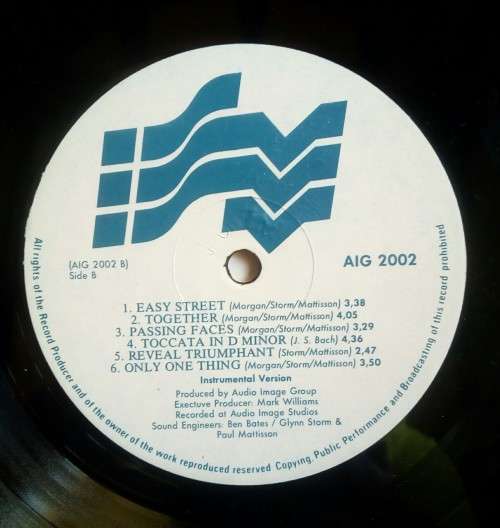 (AIG 2002 B)
Side B
AIG 2002
1. EASY STREET (Morgan/Storm/Mattisson) 3,38
2. TOGETHER (Morgan/Storm/Mattisson) 4,05
3. PASSING FACES (Morgan/Storm/Mattisson) 3,29
4. TOCCATA IN D MINOR (J. S. Bach) 4,36
5. REVEAL TRIUMPHANT (Storm/Mattisson) 2,47
6. ONLY ONE THING (Morgan/Storm/Mattisson) 3,50
Instrumental Version
Produced by Audio Image Group
Exectuve Producer: Mark Williams
Recorded at Audio Image Studios
Sound Engineers: Ben Bates / Glynn Storm &
Paul Mattisson
All rights of the Record Producer and of the owner of the work reproduced reserved Copying, Public Performance and Broadcasting of this record prohibited